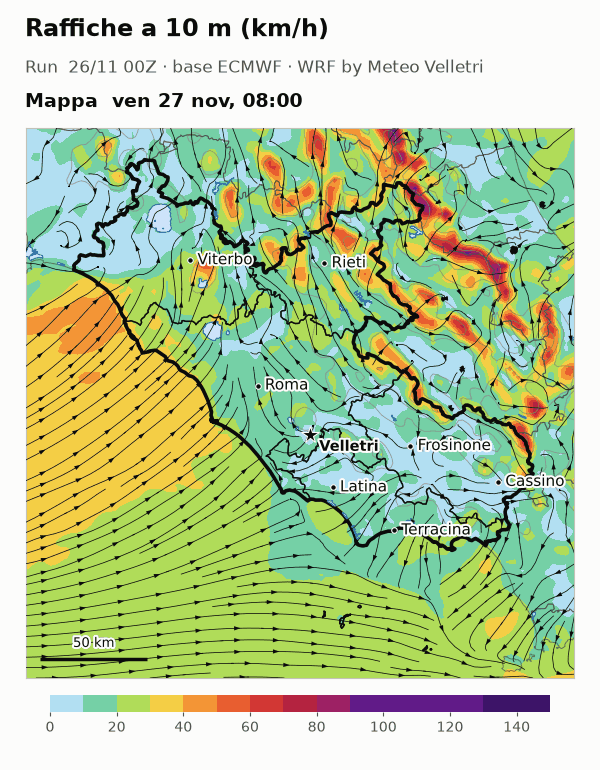 Raffiche a 10 m (km/h)
Run 26/11 00Z · base ECMWF · WRF by Meteo Velletri
Mappa ven 27 nov, 08:00
Viterbo
Rieti
Roma
Velletri
Frosinone
Cassino
Latina
Terracina
50 km
0 20 40 60 80 100 120 140